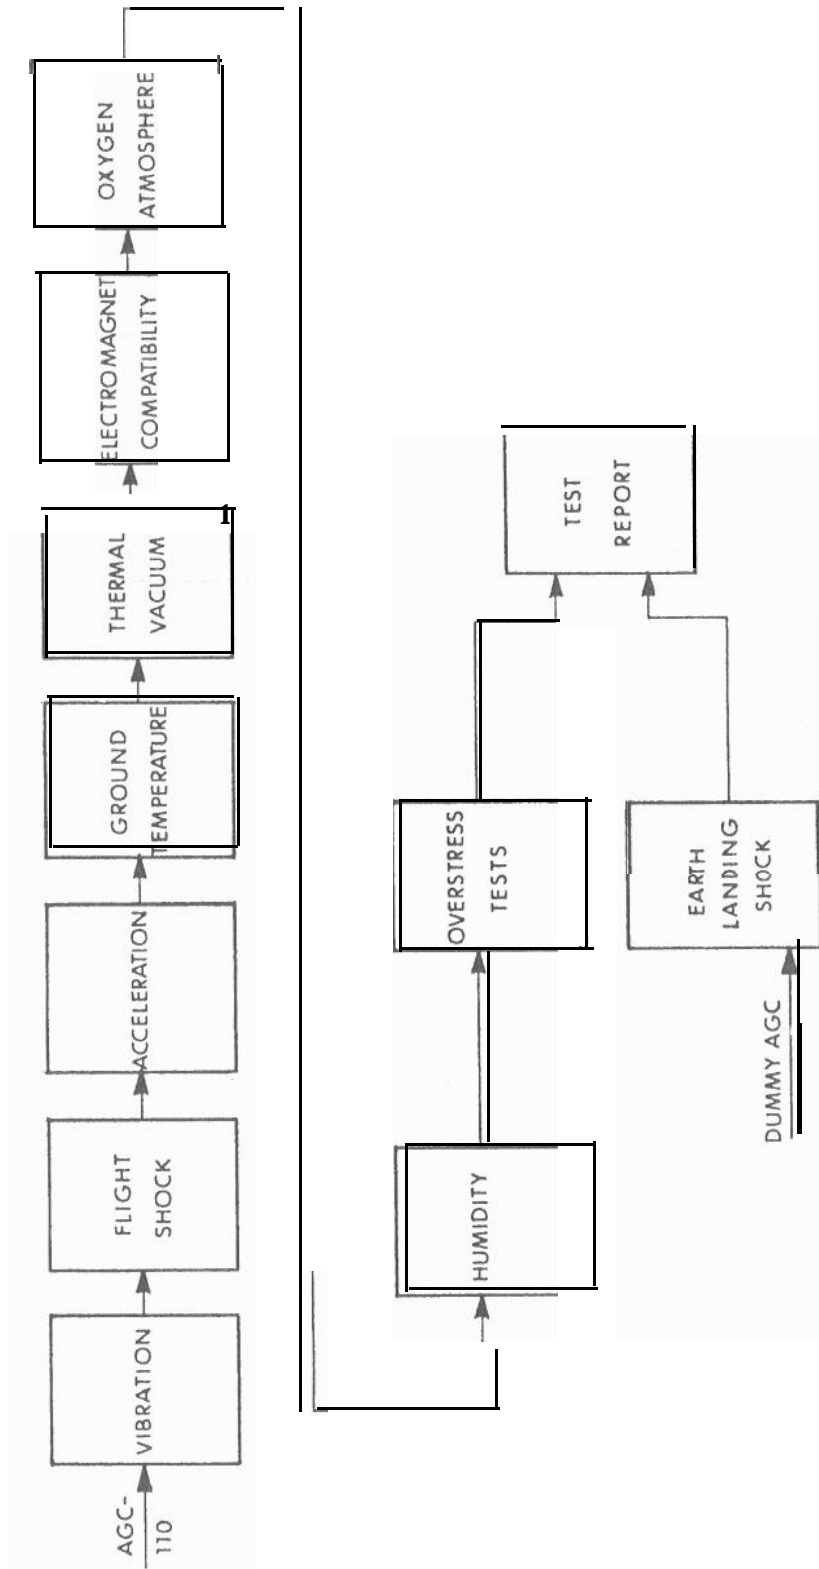 AGC-
110
VIBRATION
FLIGHT
SHOCK
ACCELERATION
GROUND
TEMPERATURE
THERMAL
VACUUM
1
ELECTROMAGNET
COMPATIBILITY
OXYGEN
ATMOSPHERE
HUMIDITY
OVERSTRESS
TESTS
DUMMY AGC
EARTH
LANDING
SHOCK
TEST
REPORT